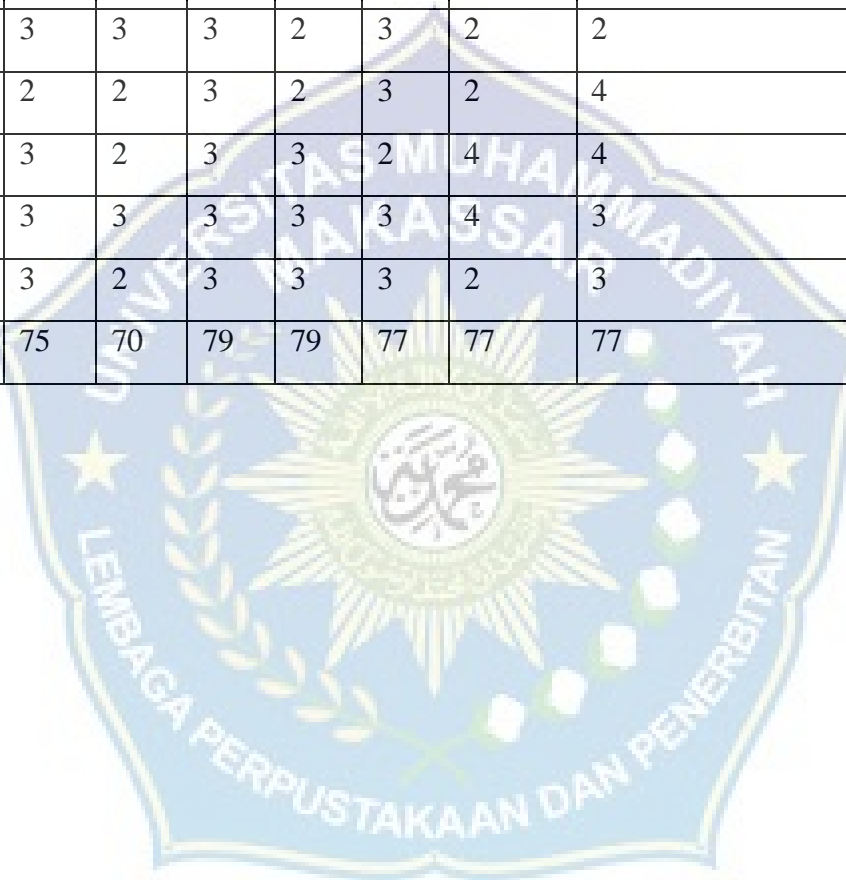 3 3 3 2 3 2 2
2 2 3 2 3 2 4
3 2 3 3 2 4 4
3 3 3 3 3 4 3
3 2 3 3 3 2 3
75 70 79 79 77 77 77
UNIVERSITAS MUHAMMADIYAH
MAKASSAR
LEMBAGA PERPUSTAKAAN DAN PENERBITAN